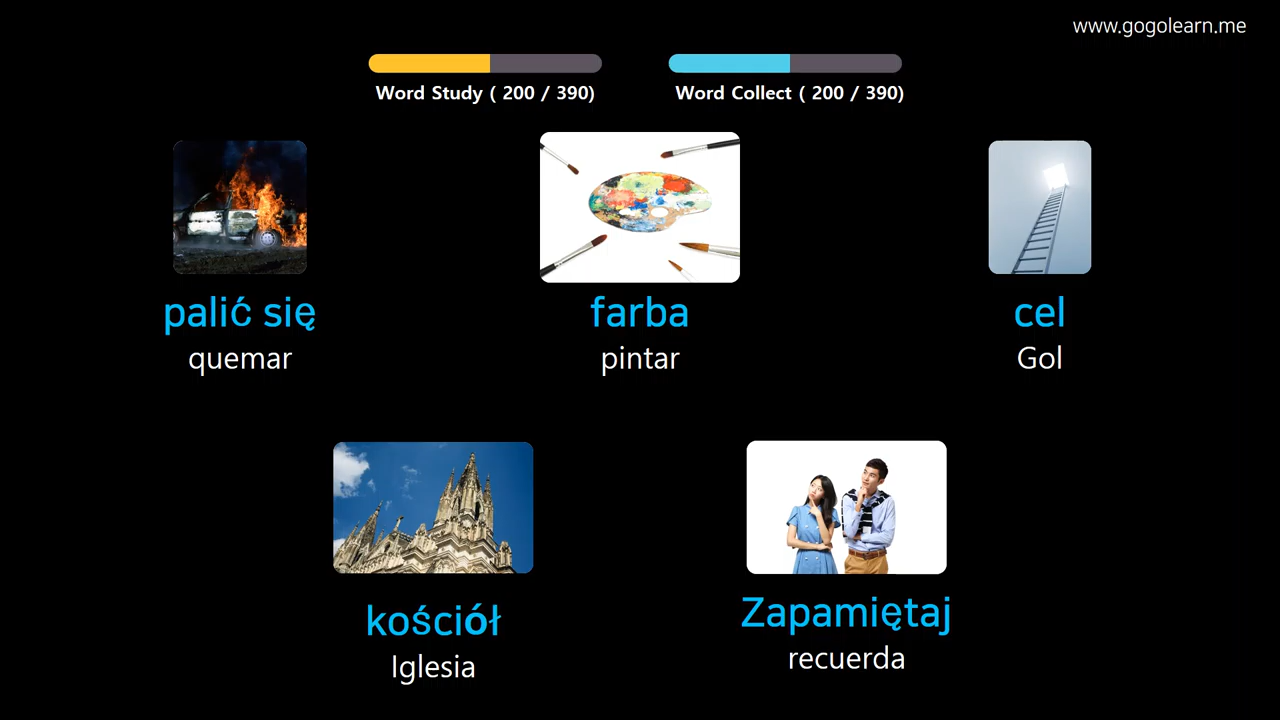 www.gogolearn.me
Word Study ( 200 / 390)
Word Collect ( 200 / 390)
palić się
quemar
farba
pintar
cel
Gol
kościół
Iglesia
Zapamiętaj
recuerda